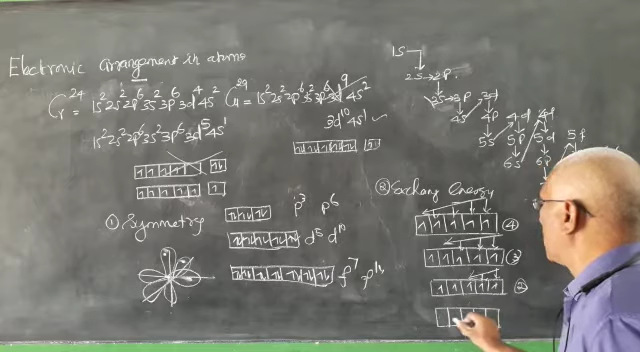 Electronic arrangement in atoms
Cr²⁴ = 1s² 2s² 2p⁶ 3s² 3p⁶ 3d⁴ 4s²
Cu²⁹ = 1s² 2s² 2p⁶ 3s² 3p⁶ 3d⁹ 4s²
1s² 2s² 2p⁶ 3s² 3p⁶ 3d⁵ 4s¹
3d¹⁰ 4s¹ ✓
① Symmetry
p³ p⁶
d⁵ d¹⁰
f⁷
② Exchang Energy
④
③
②
1s
2s 2p
3s 3p 3d
4s 4p 4d 4f
5s 5p 5d 5f
6s 6p